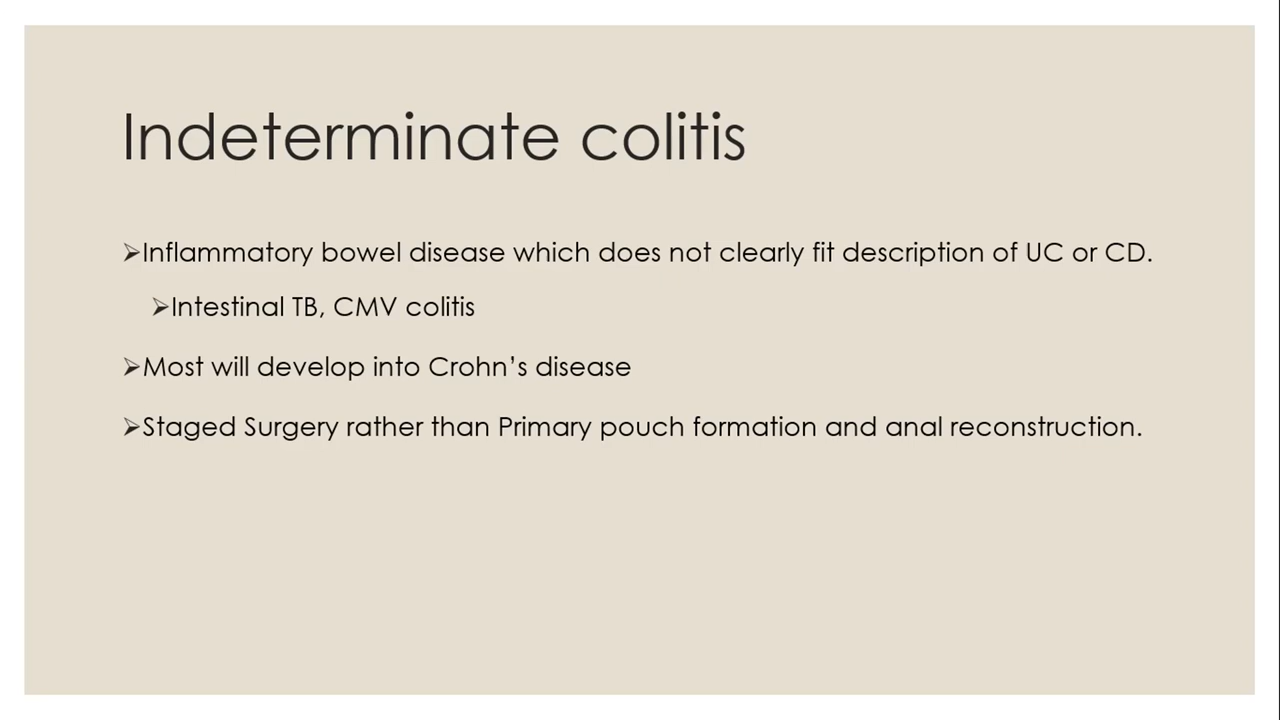 Indeterminate colitis
➢Inflammatory bowel disease which does not clearly fit description of UC or CD.
➢Intestinal TB, CMV colitis
➢Most will develop into Crohn’s disease
➢Staged Surgery rather than Primary pouch formation and anal reconstruction.